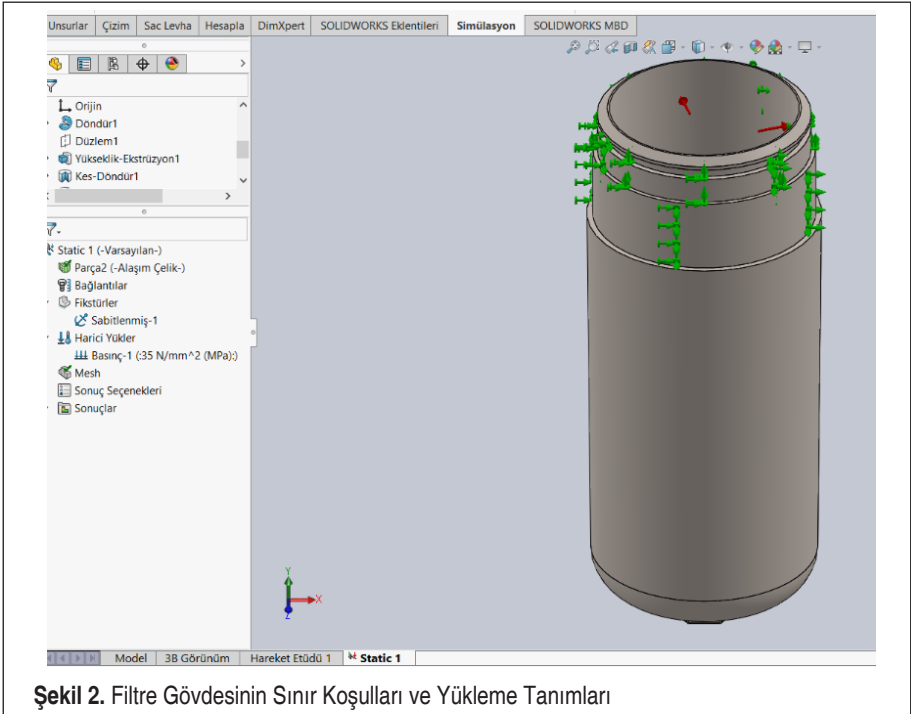 Unsurlar Çizim Sac Levha Hesapla DimXpert SOLIDWORKS Eklentileri Simülasyon SOLIDWORKS MBD
Orijin
Döndür1
Düzlem1
Yükseklik-Ekstrüzyon1
Kes-Döndür1
Static 1 (-Varsayılan-)
Parça2 (-Alaşım Çelik-)
Bağlantılar
Fikstürler
Sabitlenmiş-1
Harici Yükler
Basınç-1 (:35 N/mm^2 (MPa):)
Mesh
Sonuç Seçenekleri
Sonuçlar
Y
X
Z
Model 3B Görünüm Hareket Etüdü 1 Static 1
Şekil 2. Filtre Gövdesinin Sınır Koşulları ve Yükleme Tanımları